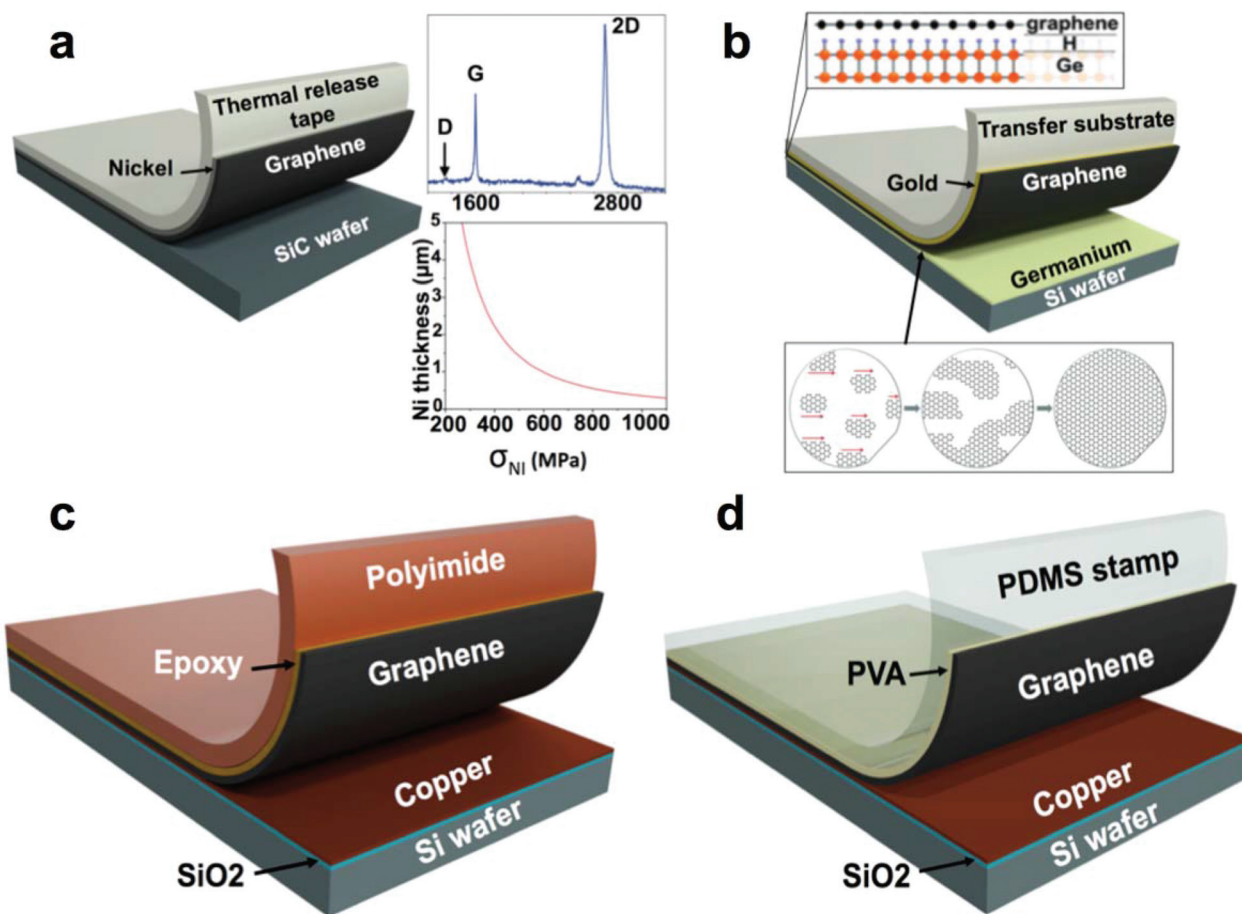 a
Thermal release
tape
Nickel
Graphene
SiC wafer
2D
G
D
1600
2800
Ni thickness (μm)
5
4
3
2
1
0
200
400
600
800
1000
σNI (MPa)
b
graphene
H
Ge
Transfer substrate
Gold
Graphene
Germanium
Si wafer
c
Polyimide
Epoxy
Graphene
Copper
Si wafer
SiO2
d
PDMS stamp
PVA
Graphene
Copper
Si wafer
SiO2